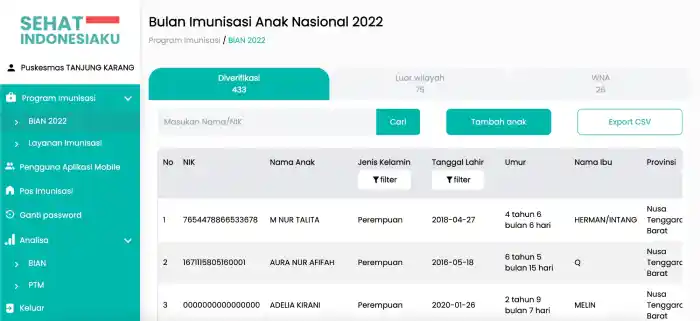 SEHAT
INDONESIAKU
Puskesmas TANJUNG KARANG
Program Imunisasi
BIAN 2022
Layanan Imunisasi
Pengguna Aplikasi Mobile
Pos Imunisasi
Ganti password
Analisa
BIAN
PTM
Keluar
Bulan Imunisasi Anak Nasional 2022
Program Imunisasi / BIAN 2022
Diverifikasi Luar wilayah WNA
433 75 26
Masukan Nama/NIK Cari Tambah anak Export CSV
No NIK Nama Anak Jenis Kelamin Tanggal Lahir Umur Nama Ibu Provinsi
filter filter
1 7654478866533678 M NUR TALITA Perempuan 2018-04-27 4 tahun 6 bulan 6 hari HERMAN/INTANG Nusa Tenggara Barat
2 1671115805160001 AURA NUR AFIFAH Perempuan 2016-05-18 6 tahun 5 bulan 15 hari Q Nusa Tenggara Barat
3 0000000000000000 ADELIA KIRANI Perempuan 2020-01-26 2 tahun 9 bulan 7 hari MELIN Nusa Tenggara Barat